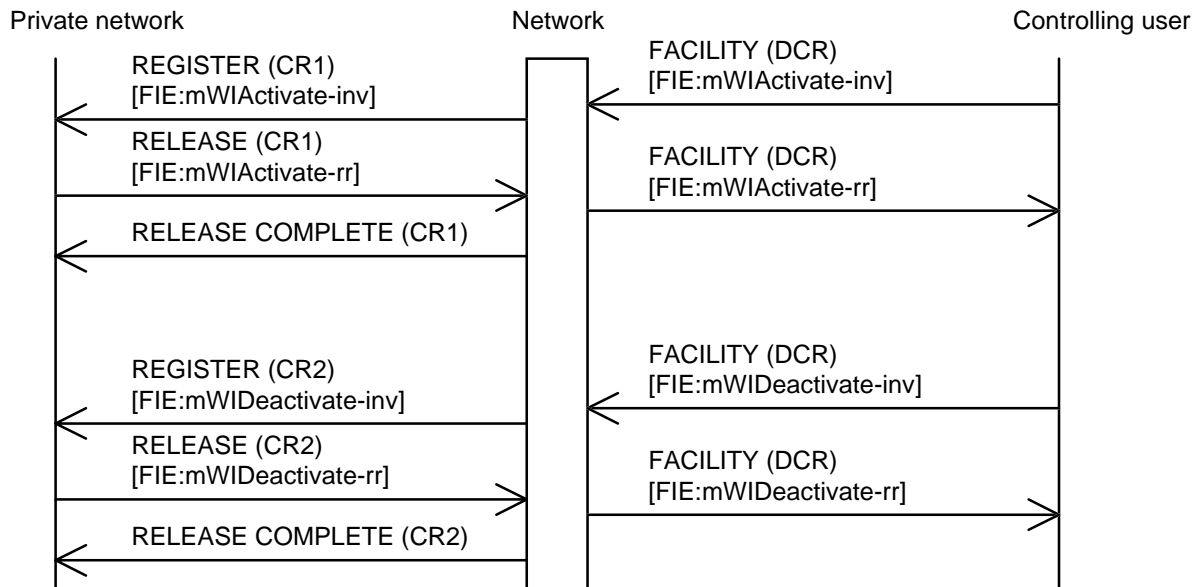 Private network
Network
Controlling user
REGISTER (CR1)
[FIE:mWIActivate-inv]
FACILITY (DCR)
[FIE:mWIActivate-inv]
RELEASE (CR1)
[FIE:mWIActivate-rr]
FACILITY (DCR)
[FIE:mWIActivate-rr]
RELEASE COMPLETE (CR1)
REGISTER (CR2)
[FIE:mWIDeactivate-inv]
FACILITY (DCR)
[FIE:mWIDeactivate-inv]
RELEASE (CR2)
[FIE:mWIDeactivate-rr]
FACILITY (DCR)
[FIE:mWIDeactivate-rr]
RELEASE COMPLETE (CR2)